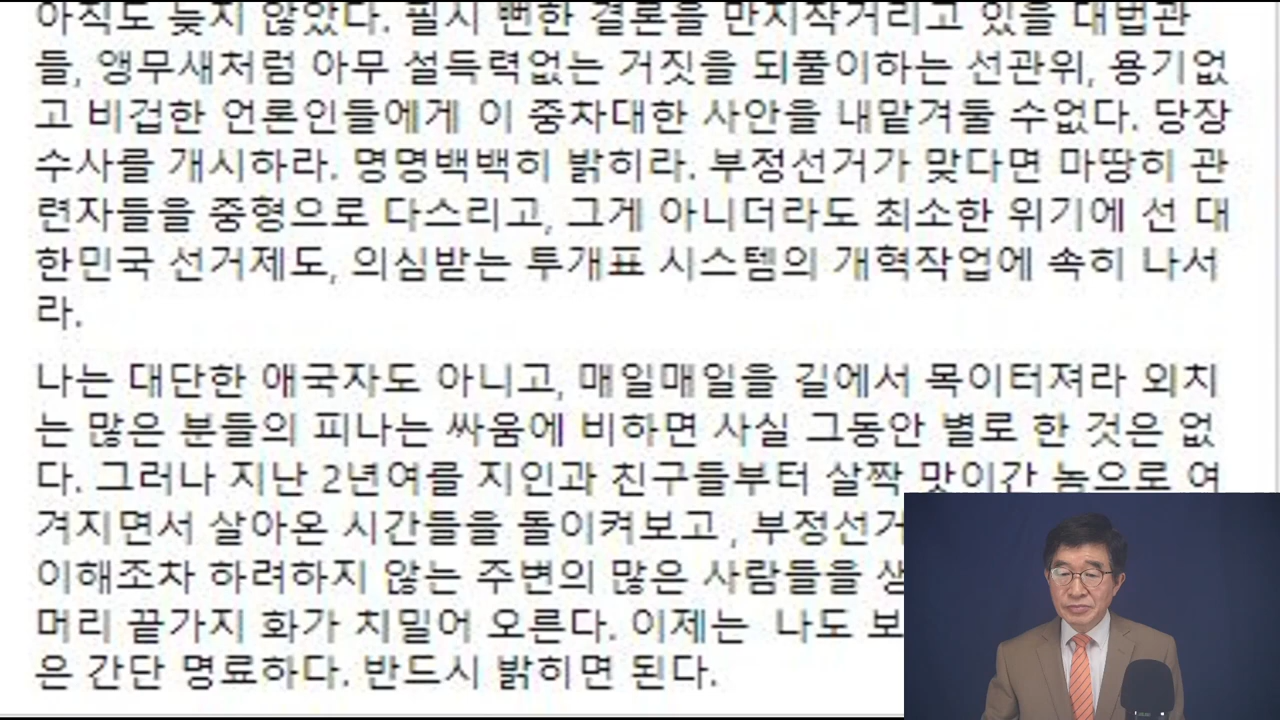 아직도 늦지 않았다. 필시 뻔한 결론을 만지작거리고 있을 대법관
들, 앵무새처럼 아무 설득력없는 거짓을 되풀이하는 선관위, 용기없
고 비겁한 언론인들에게 이 중차대한 사안을 내맡겨둘 수없다. 당장
수사를 개시하라. 명명백백히 밝히라. 부정선거가 맞다면 마땅히 관
련자들을 중형으로 다스리고, 그게 아니더라도 최소한 위기에 선 대
한민국 선거제도, 의심받는 투개표 시스템의 개혁작업에 속히 나서
라.
나는 대단한 애국자도 아니고, 매일매일을 길에서 목이터져라 외치
는 많은 분들의 피나는 싸움에 비하면 사실 그동안 별로 한 것은 없
다. 그러나 지난 2년여를 지인과 친구들부터 살짝 맛이간 놈으로 여
겨지면서 살아온 시간들을 돌이켜보고, 부정선거
이해조차 하려하지 않는 주변의 많은 사람들을
머리 끝가지 화가 치밀어 오른다. 이제는 나도
은 간단 명료하다. 반드시 밝히면 된다.